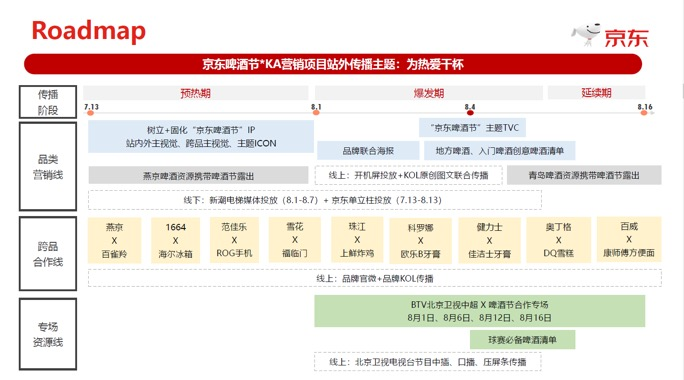 Roadmap
京东
京东啤酒节*KA营销项目站外传播主题：为热爱干杯
传播
阶段
预热期
爆发期
延续期
7.13
8.1
8.4
8.16
品类
营销线
树立+固化“京东啤酒节”IP
站内外主视觉、跨品主视觉、主题ICON
“京东啤酒节”主题TVC
品牌联合海报
地方啤酒、入门啤酒创意啤酒清单
燕京啤酒资源携带啤酒节露出
线上：开机屏投放+KOL原创图文联合传播
青岛啤酒资源携带啤酒节露出
线下：新潮电梯媒体投放（8.1-8.7）+ 京东单立柱投放（7.13-8.13）
跨品
合作线
燕京
X
百雀羚
1664
X
海尔冰箱
范佳乐
X
ROG手机
雪花
X
福临门
珠江
X
上鲜炸鸡
科罗娜
X
欧乐B牙膏
健力士
X
佳洁士牙膏
奥丁格
X
DQ雪糕
百威
X
康师傅方便面
线上：品牌官微+品牌KOL传播
专场
资源线
BTV北京卫视中超 X 啤酒节合作专场
8月1日、8月6日、8月12日、8月16日
球赛必备啤酒清单
线上：北京卫视电视台节目中插、口播、压屏条传播